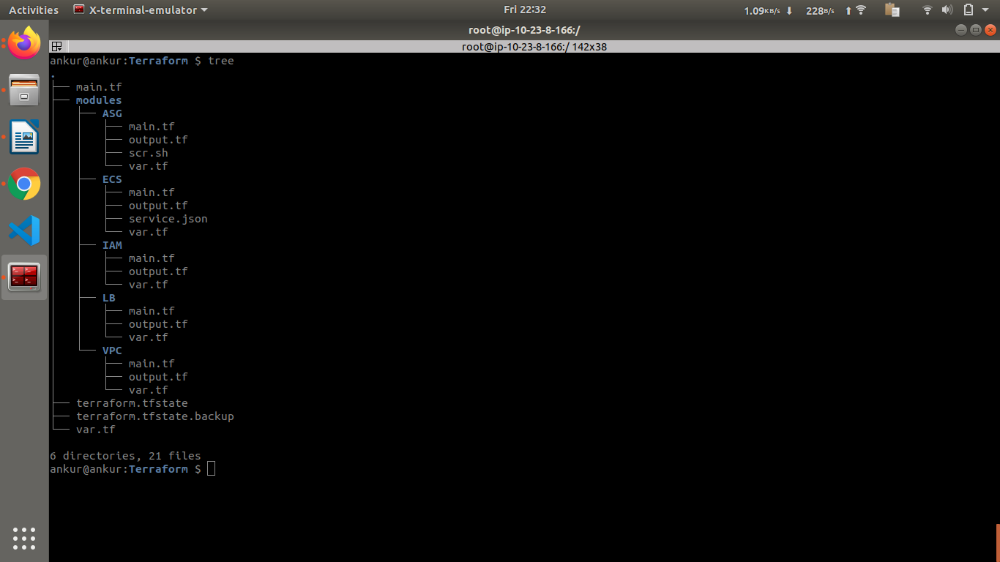 Activities X-terminal-emulator Fri 22:32 1.09KB/s 228B/s
root@ip-10-23-8-166:/
root@ip-10-23-8-166:/ 142x38
ankur@ankur:Terraform $ tree
.
├── main.tf
├── modules
│   ├── ASG
│   │   ├── main.tf
│   │   ├── output.tf
│   │   ├── scr.sh
│   │   └── var.tf
│   ├── ECS
│   │   ├── main.tf
│   │   ├── output.tf
│   │   ├── service.json
│   │   └── var.tf
│   ├── IAM
│   │   ├── main.tf
│   │   ├── output.tf
│   │   └── var.tf
│   ├── LB
│   │   ├── main.tf
│   │   ├── output.tf
│   │   └── var.tf
│   └── VPC
│       ├── main.tf
│       ├── output.tf
│       └── var.tf
├── terraform.tfstate
├── terraform.tfstate.backup
└── var.tf
6 directories, 21 files
ankur@ankur:Terraform $